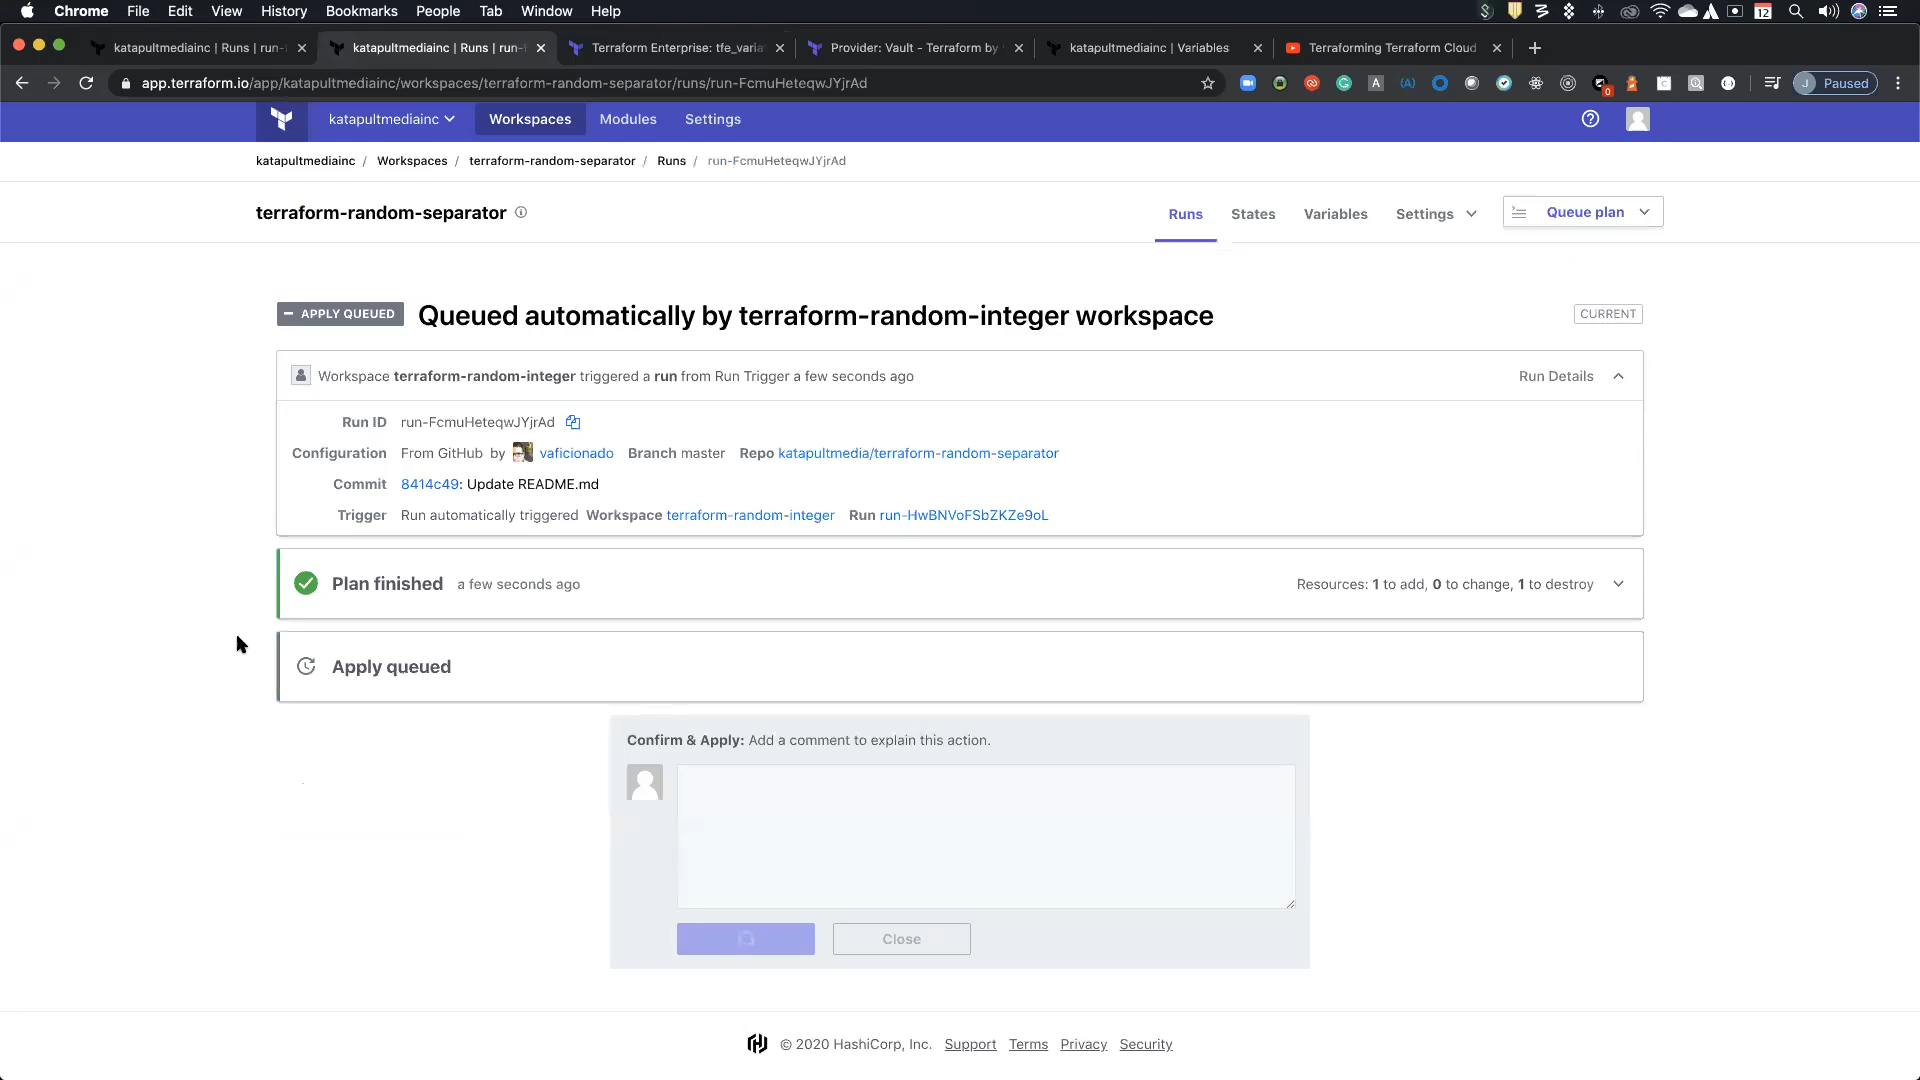 Chrome File Edit View History Bookmarks People Tab Window Help 12
katapultmediainc | Runs | run- katapultmediainc | Runs | run- Terraform Enterprise: tfe_varia Provider: Vault - Terraform by katapultmediainc | Variables Terraforming Terraform Cloud
app.terraform.io/app/katapultmediainc/workspaces/terraform-random-separator/runs/run-FcmuHeteqwJYjrAd A (A) 0 J Paused
katapultmediainc Workspaces Modules Settings
katapultmediainc / Workspaces / terraform-random-separator / Runs / run-FcmuHeteqwJYjrAd
terraform-random-separator Runs States Variables Settings Queue plan
APPLY QUEUED Queued automatically by terraform-random-integer workspace CURRENT
Workspace terraform-random-integer triggered a run from Run Trigger a few seconds ago Run Details
Run ID run-FcmuHeteqwJYjrAd
Configuration From GitHub by vaficionado Branch master Repo katapultmedia/terraform-random-separator
Commit 8414c49: Update README.md
Trigger Run automatically triggered Workspace terraform-random-integer Run run-HwBNVoFSbZKZe9oL
Plan finished a few seconds ago Resources: 1 to add, 0 to change, 1 to destroy
Apply queued
Confirm & Apply: Add a comment to explain this action.
Close
© 2020 HashiCorp, Inc. Support Terms Privacy Security